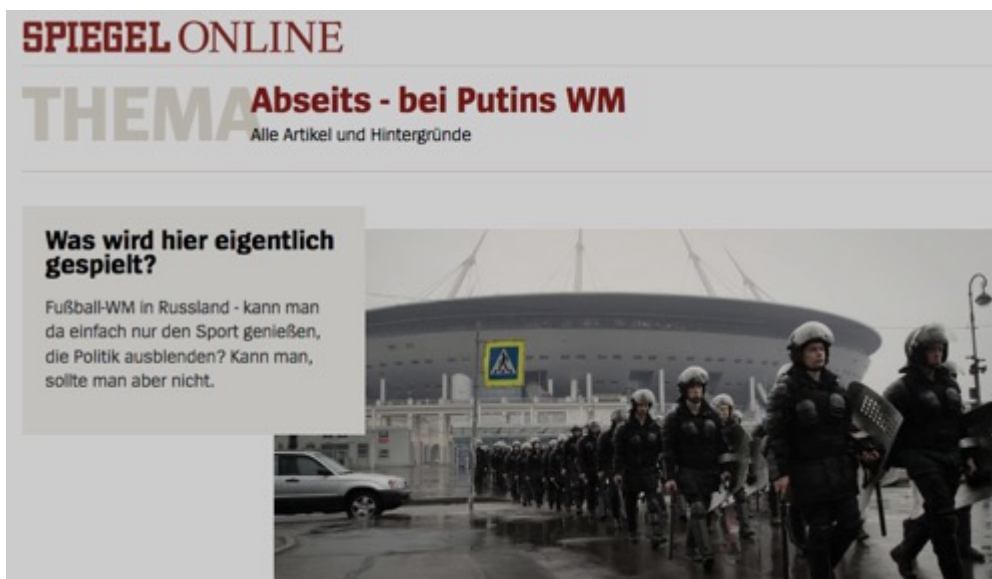 SPIEGEL ONLINE
THEMA
Abseits - bei Putins WM
Alle Artikel und Hintergründe
Was wird hier eigentlich
gespielt?
Fußball-WM in Russland - kann man
da einfach nur den Sport genießen,
die Politik ausblenden? Kann man,
sollte man aber nicht.